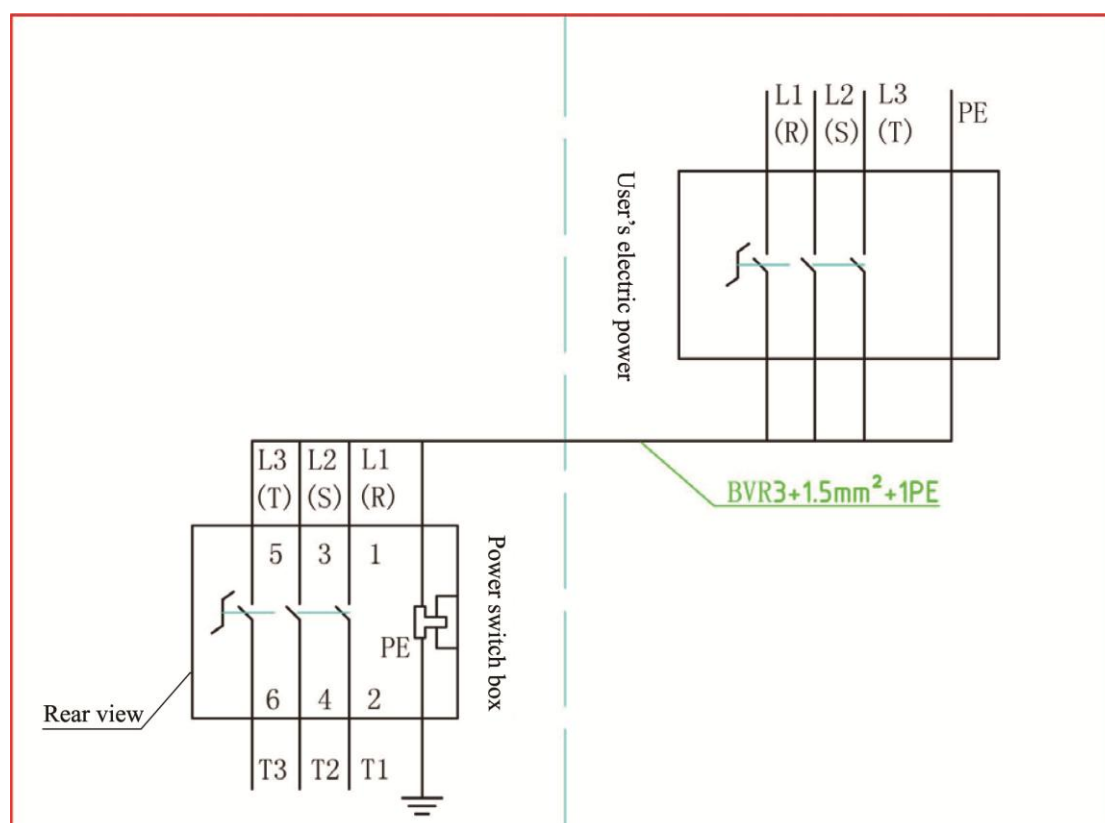 L1 L2 L3 PE
(R) (S) (T)
User's electric power
BVR3+1.5mm²+1PE
L3 L2 L1
(T) (S) (R)
5 3 1
Power switch box
PE
6 4 2
Rear view
T3 T2 T1